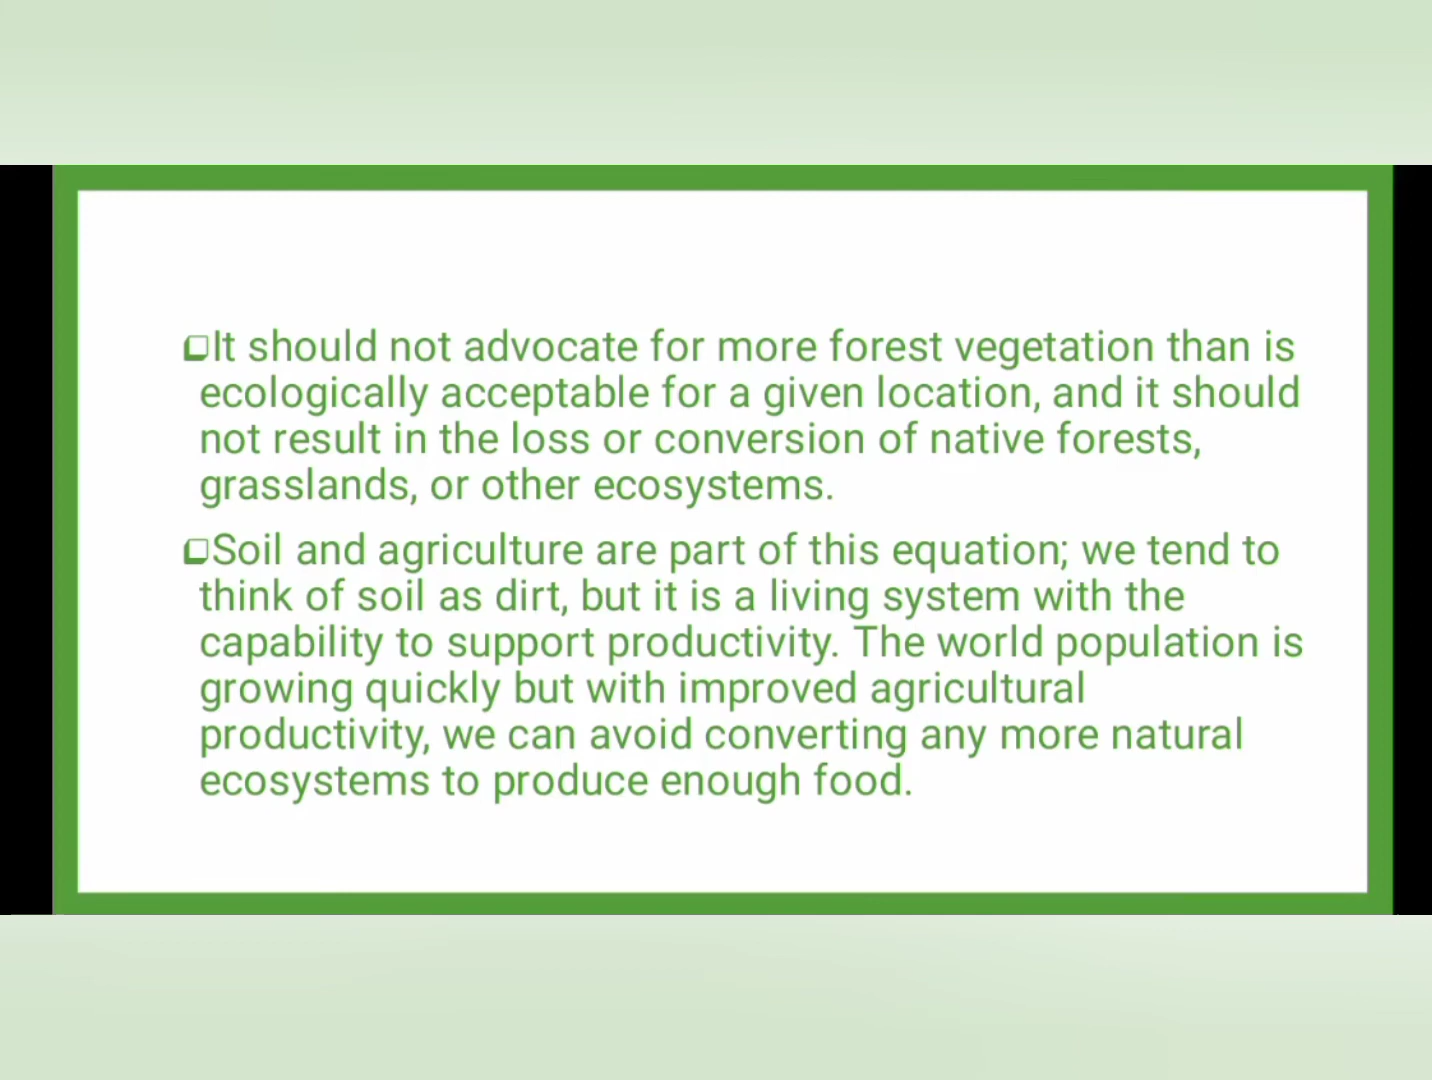 ❑It should not advocate for more forest vegetation than is
ecologically acceptable for a given location, and it should
not result in the loss or conversion of native forests,
grasslands, or other ecosystems.
❑Soil and agriculture are part of this equation; we tend to
think of soil as dirt, but it is a living system with the
capability to support productivity. The world population is
growing quickly but with improved agricultural
productivity, we can avoid converting any more natural
ecosystems to produce enough food.